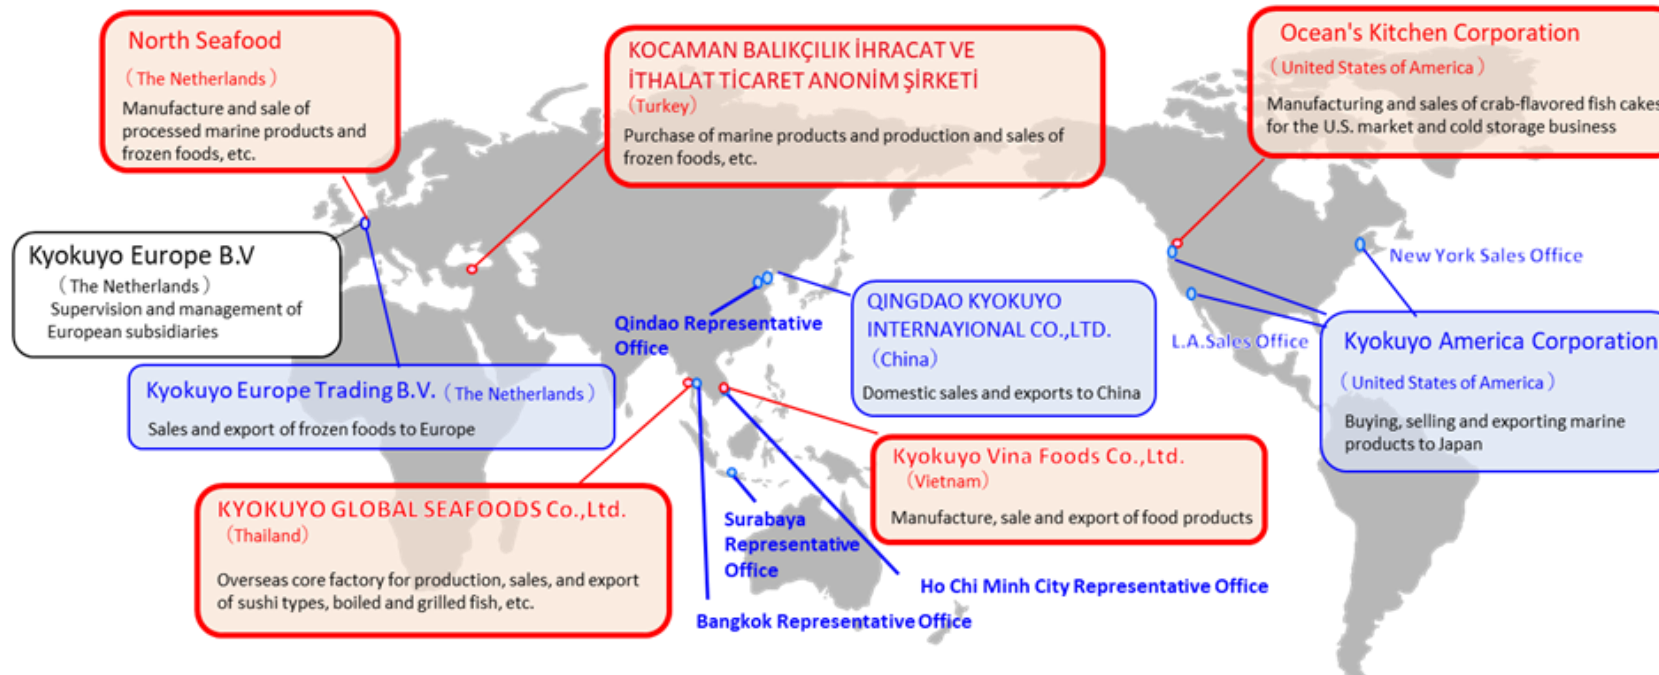 North Seafood
（The Netherlands）
Manufacture and sale of
processed marine products and
frozen foods, etc.
KOCAMAN BALIKÇILIK İHRACAT VE
İTHALAT TİCARET ANONİM ŞİRKETİ
（Turkey）
Purchase of marine products and production and sales of
frozen foods, etc.
Ocean's Kitchen Corporation
（United States of America）
Manufacturing and sales of crab-flavored fish cakes
for the U.S. market and cold storage business
Kyokuyo Europe B.V
（The Netherlands）
Supervision and management of
European subsidiaries
Kyokuyo Europe Trading B.V.（The Netherlands）
Sales and export of frozen foods to Europe
Qindao Representative
Office
QINGDAO KYOKUYO
INTERNAYIONAL CO.,LTD.
（China）
Domestic sales and exports to China
New York Sales Office
L.A.Sales Office
Kyokuyo America Corporation
（United States of America）
Buying, selling and exporting marine
products to Japan
KYOKUYO GLOBAL SEAFOODS Co.,Ltd.
（Thailand）
Overseas core factory for production, sales, and export
of sushi types, boiled and grilled fish, etc.
Surabaya
Representative
Office
Kyokuyo Vina Foods Co.,Ltd.
（Vietnam）
Manufacture, sale and export of food products
Ho Chi Minh City Representative Office
Bangkok Representative Office